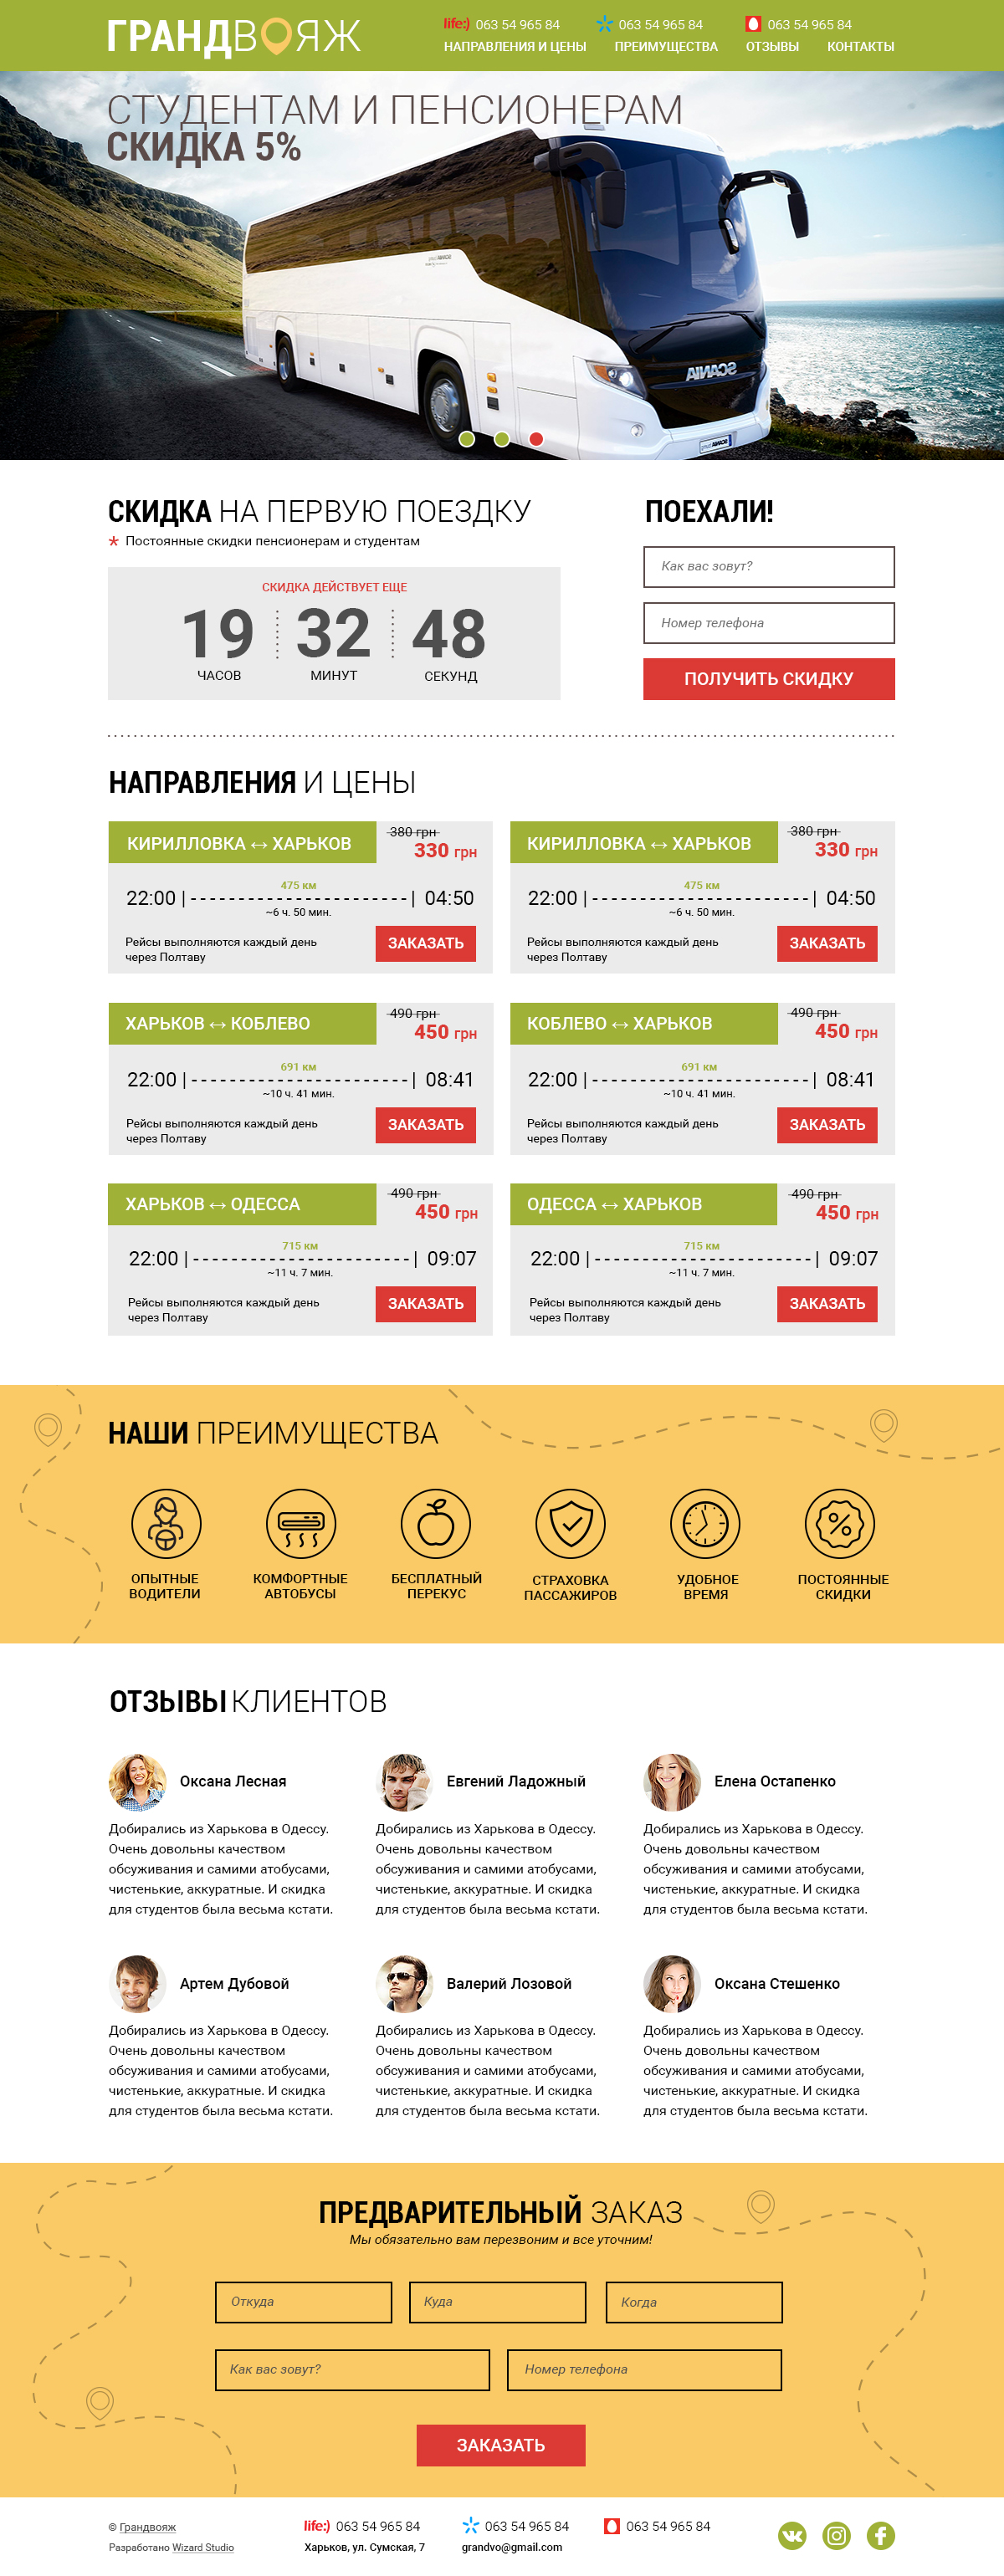 ГРАНДВОЯЖ
life:) 063 54 965 84 063 54 965 84 063 54 965 84
НАПРАВЛЕНИЯ И ЦЕНЫ ПРЕИМУЩЕСТВА ОТЗЫВЫ КОНТАКТЫ
СТУДЕНТАМ И ПЕНСИОНЕРАМ
СКИДКА 5%
SCANIA
СКИДКА НА ПЕРВУЮ ПОЕЗДКУ
* Постоянные скидки пенсионерам и студентам
СКИДКА ДЕЙСТВУЕТ ЕЩЕ
19 32 48
ЧАСОВ МИНУТ СЕКУНД
ПОЕХАЛИ!
Как вас зовут?
Номер телефона
ПОЛУЧИТЬ СКИДКУ
НАПРАВЛЕНИЯ И ЦЕНЫ
КИРИЛЛОВКА ↔ ХАРЬКОВ
380 грн
330 грн
475 км
22:00 | - - - - - - - - - - - - - - - - - - - - - - | 04:50
~6 ч. 50 мин.
Рейсы выполняются каждый день
через Полтаву
ЗАКАЗАТЬ
КИРИЛЛОВКА ↔ ХАРЬКОВ
380 грн
330 грн
475 км
22:00 | - - - - - - - - - - - - - - - - - - - - - - | 04:50
~6 ч. 50 мин.
Рейсы выполняются каждый день
через Полтаву
ЗАКАЗАТЬ
ХАРЬКОВ ↔ КОБЛЕВО
490 грн
450 грн
691 км
22:00 | - - - - - - - - - - - - - - - - - - - - - - | 08:41
~10 ч. 41 мин.
Рейсы выполняются каждый день
через Полтаву
ЗАКАЗАТЬ
КОБЛЕВО ↔ ХАРЬКОВ
490 грн
450 грн
691 км
22:00 | - - - - - - - - - - - - - - - - - - - - - - | 08:41
~10 ч. 41 мин.
Рейсы выполняются каждый день
через Полтаву
ЗАКАЗАТЬ
ХАРЬКОВ ↔ ОДЕССА
490 грн
450 грн
715 км
22:00 | - - - - - - - - - - - - - - - - - - - - - - | 09:07
~11 ч. 7 мин.
Рейсы выполняются каждый день
через Полтаву
ЗАКАЗАТЬ
ОДЕССА ↔ ХАРЬКОВ
490 грн
450 грн
715 км
22:00 | - - - - - - - - - - - - - - - - - - - - - - | 09:07
~11 ч. 7 мин.
Рейсы выполняются каждый день
через Полтаву
ЗАКАЗАТЬ
НАШИ ПРЕИМУЩЕСТВА
ОПЫТНЫЕ
ВОДИТЕЛИ
КОМФОРТНЫЕ
АВТОБУСЫ
БЕСПЛАТНЫЙ
ПЕРЕКУС
СТРАХОВКА
ПАССАЖИРОВ
УДОБНОЕ
ВРЕМЯ
%
ПОСТОЯННЫЕ
СКИДКИ
ОТЗЫВЫ КЛИЕНТОВ
Оксана Лесная
Добирались из Харькова в Одессу.
Очень довольны качеством
обсуживания и самими атобусами,
чистенькие, аккуратные. И скидка
для студентов была весьма кстати.
Евгений Ладожный
Добирались из Харькова в Одессу.
Очень довольны качеством
обсуживания и самими атобусами,
чистенькие, аккуратные. И скидка
для студентов была весьма кстати.
Елена Остапенко
Добирались из Харькова в Одессу.
Очень довольны качеством
обсуживания и самими атобусами,
чистенькие, аккуратные. И скидка
для студентов была весьма кстати.
Артем Дубовой
Добирались из Харькова в Одессу.
Очень довольны качеством
обсуживания и самими атобусами,
чистенькие, аккуратные. И скидка
для студентов была весьма кстати.
Валерий Лозовой
Добирались из Харькова в Одессу.
Очень довольны качеством
обсуживания и самими атобусами,
чистенькие, аккуратные. И скидка
для студентов была весьма кстати.
Оксана Стешенко
Добирались из Харькова в Одессу.
Очень довольны качеством
обсуживания и самими атобусами,
чистенькие, аккуратные. И скидка
для студентов была весьма кстати.
ПРЕДВАРИТЕЛЬНЫЙ ЗАКАЗ
Мы обязательно вам перезвоним и все уточним!
Откуда Куда Когда
Как вас зовут? Номер телефона
ЗАКАЗАТЬ
© Грандвояж
Разработано Wizard Studio
life:) 063 54 965 84 063 54 965 84 063 54 965 84
Харьков, ул. Сумская, 7 grandvo@gmail.com